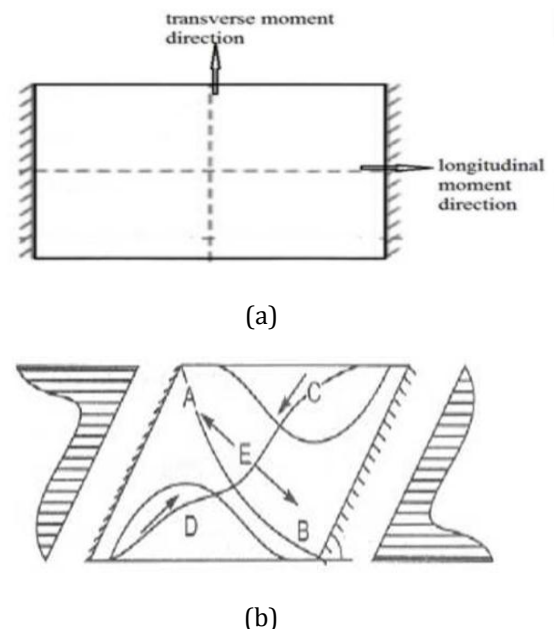 transverse moment
direction
longitudinal
moment
direction
(a)
A
C
E
D
B
(b)